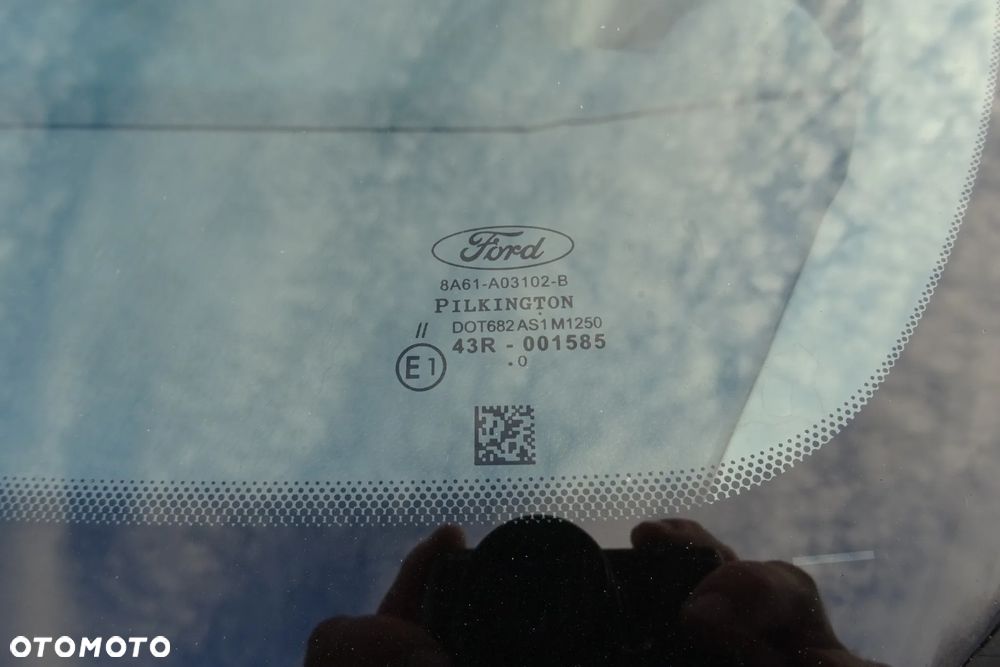 Ford
8A61-A03102-B
PILKINGTON
//
DOT682 AS1 M1250
43R - 001585
E1
.0
OTOMOTO